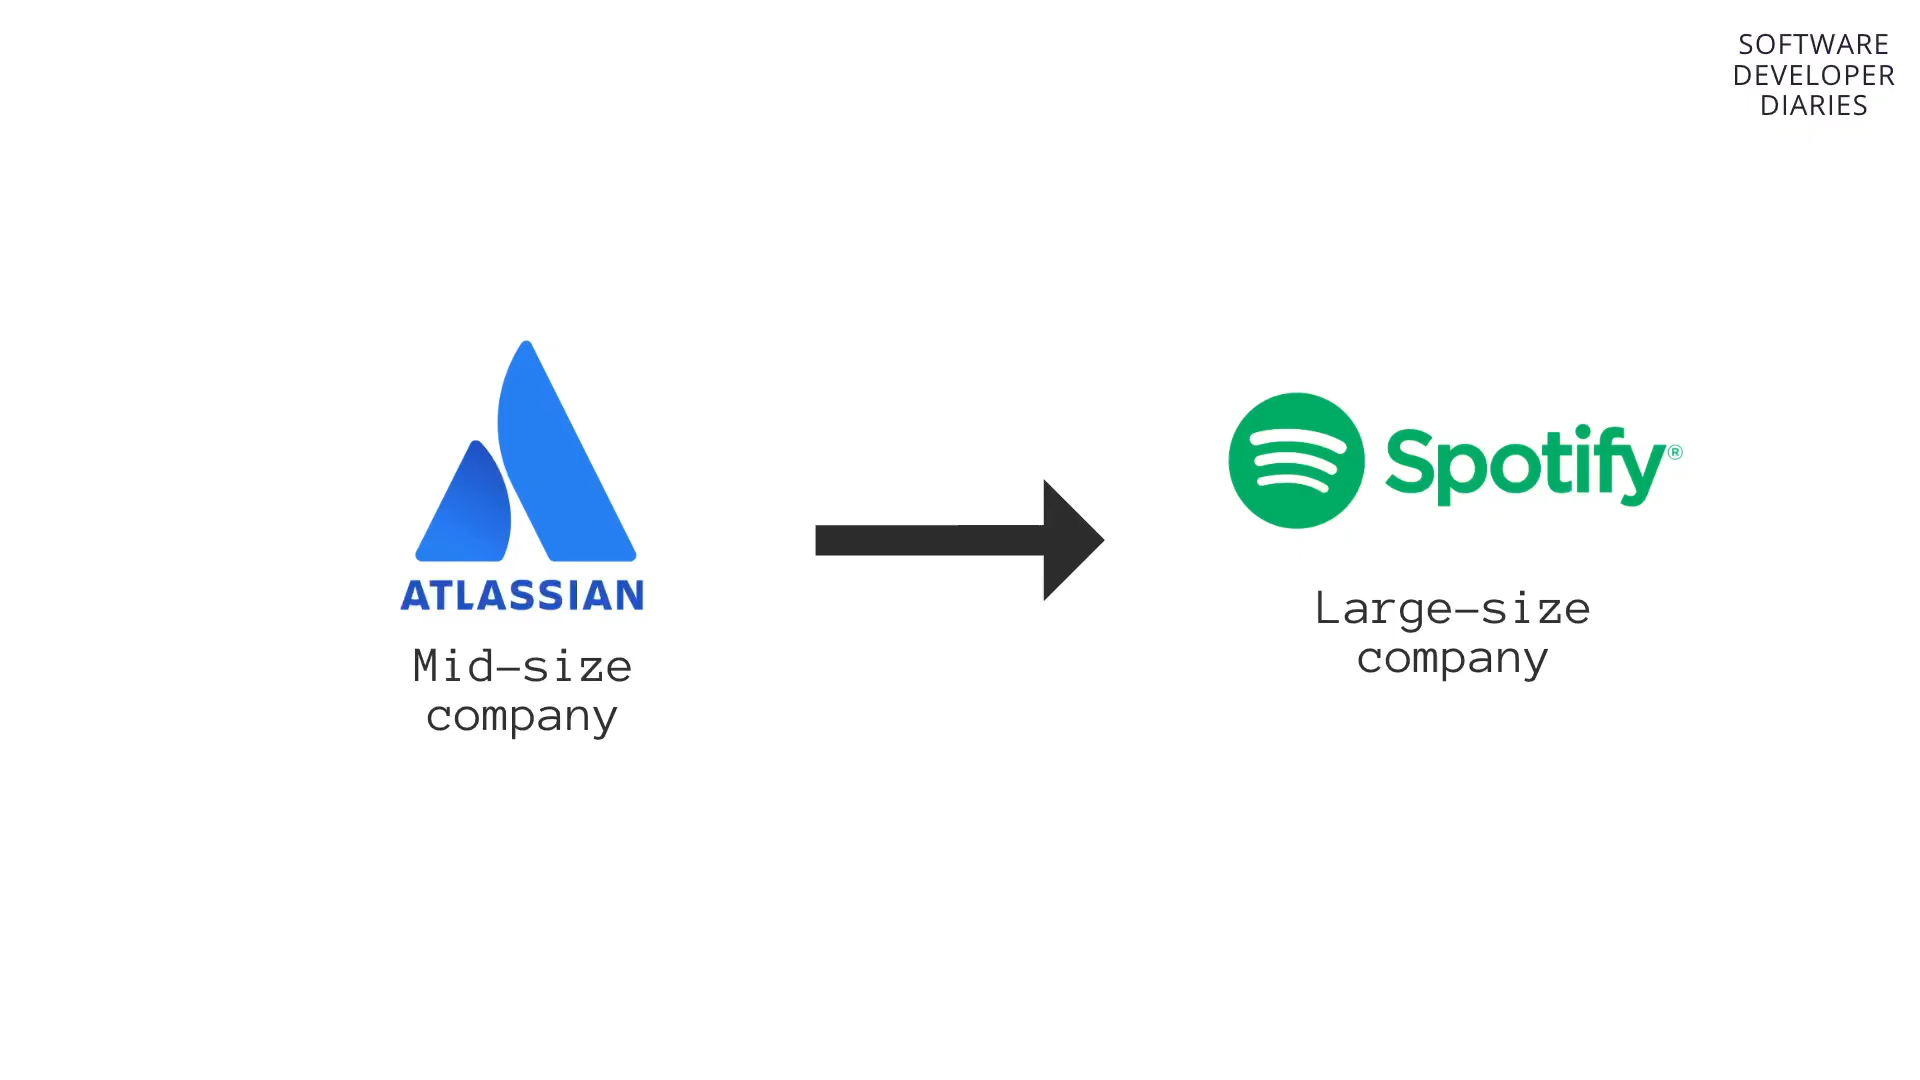 SOFTWARE
DEVELOPER
DIARIES
ATLASSIAN
Mid-size
company
Spotify®
Large-size
company